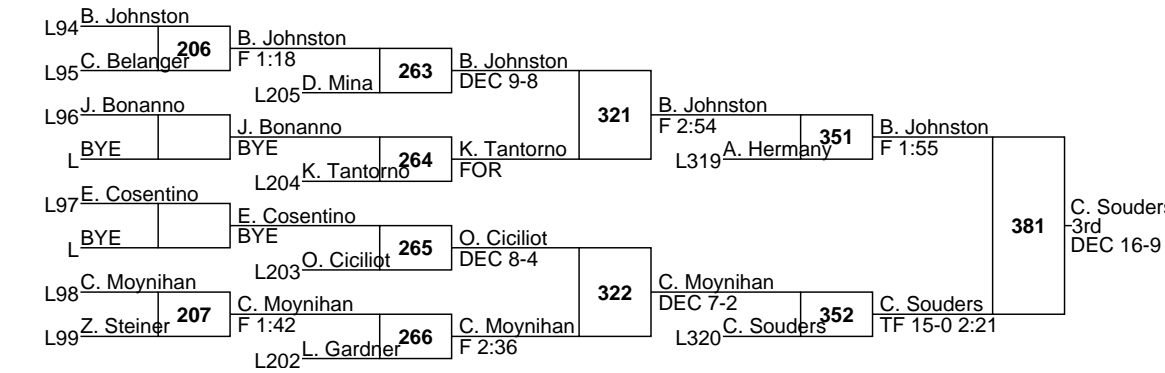 L94 B. Johnston
206
L95 C. Belanger
B. Johnston
F 1:18
263
L205 D. Mina
B. Johnston
DEC 9-8
L96 J. Bonanno
L BYE
J. Bonanno
BYE
264
L204 K. Tantorno
K. Tantorno
FOR
321
B. Johnston
F 2:54
351
L319 A. Hermany
B. Johnston
F 1:55
L97 E. Cosentino
L BYE
E. Cosentino
BYE
265
L203 O. Ciciliot
O. Ciciliot
DEC 8-4
L98 C. Moynihan
207
L99 Z. Steiner
C. Moynihan
F 1:42
266
L202 L. Gardner
C. Moynihan
F 2:36
322
C. Moynihan
DEC 7-2
352
L320 C. Souders
C. Souders
TF 15-0 2:21
381
C. Souders
3rd
DEC 16-9